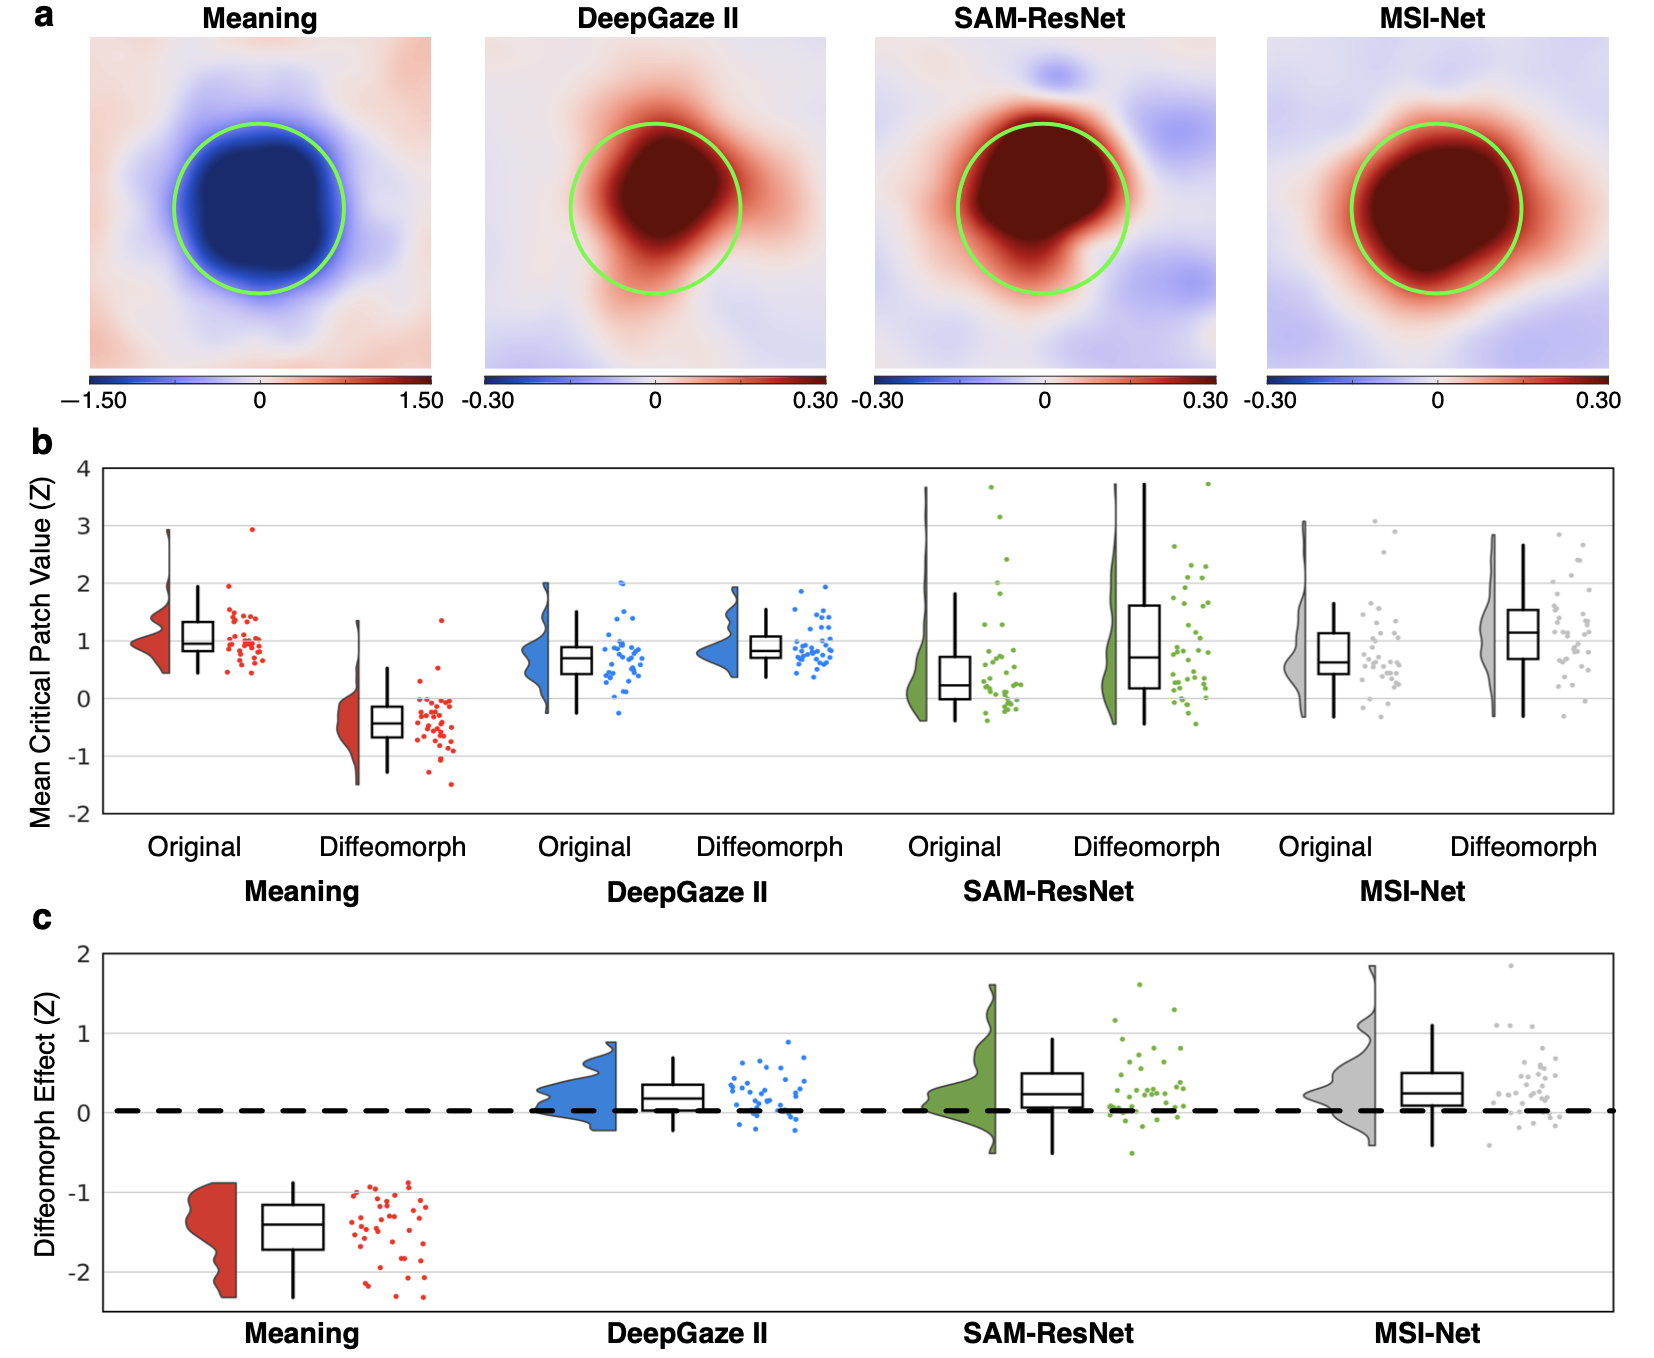 a
Meaning DeepGaze II SAM-ResNet MSI-Net
−1.50 0 1.50 -0.30 0 0.30 -0.30 0 0.30 -0.30 0 0.30
b
Mean Critical Patch Value (Z)
4
3
2
1
0
-1
-2
Original Diffeomorph Original Diffeomorph Original Diffeomorph Original Diffeomorph
Meaning DeepGaze II SAM-ResNet MSI-Net
c
Diffeomorph Effect (Z)
2
1
0
-1
-2
Meaning DeepGaze II SAM-ResNet MSI-Net